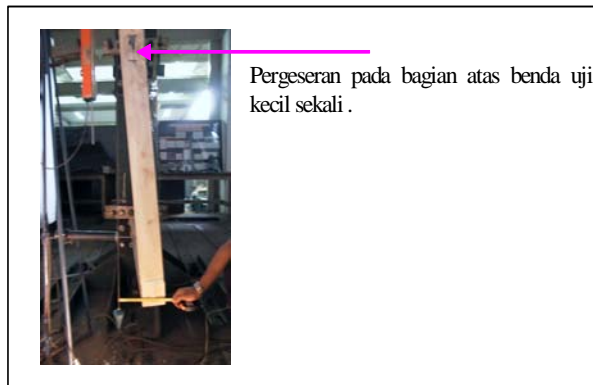 Pergeseran pada bagian atas benda uji
kecil sekali .